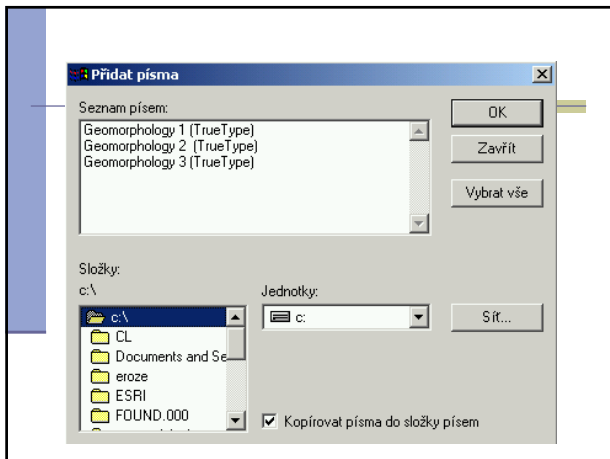 Přidat písma
Seznam písem:
Geomorphology 1 (TrueType)
Geomorphology 2 (TrueType)
Geomorphology 3 (TrueType)
OK
Zavřít
Vybrat vše
Složky:
c:\
Jednotky:
c:\
CL
Documents and Se
eroze
ESRI
FOUND.000
c:
Síť...
Kopírovat písma do složky písem